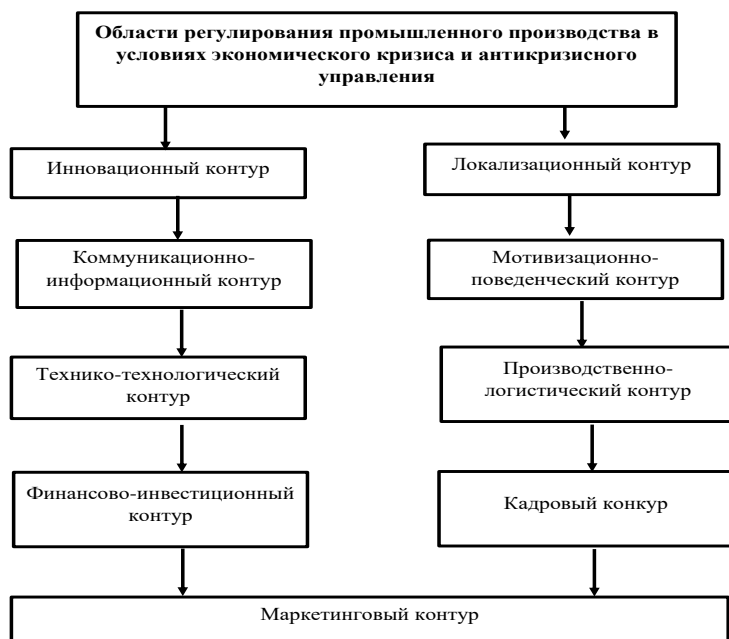 Области регулирования промышленного производства в
условиях экономического кризиса и антикризисного
управления
Инновационный контур
Локализационный контур
Коммуникационно-
информационный контур
Мотивизационно-
поведенческий контур
Технико-технологический
контур
Производственно-
логистический контур
Финансово-инвестиционный
контур
Кадровый конкур
Маркетинговый контур